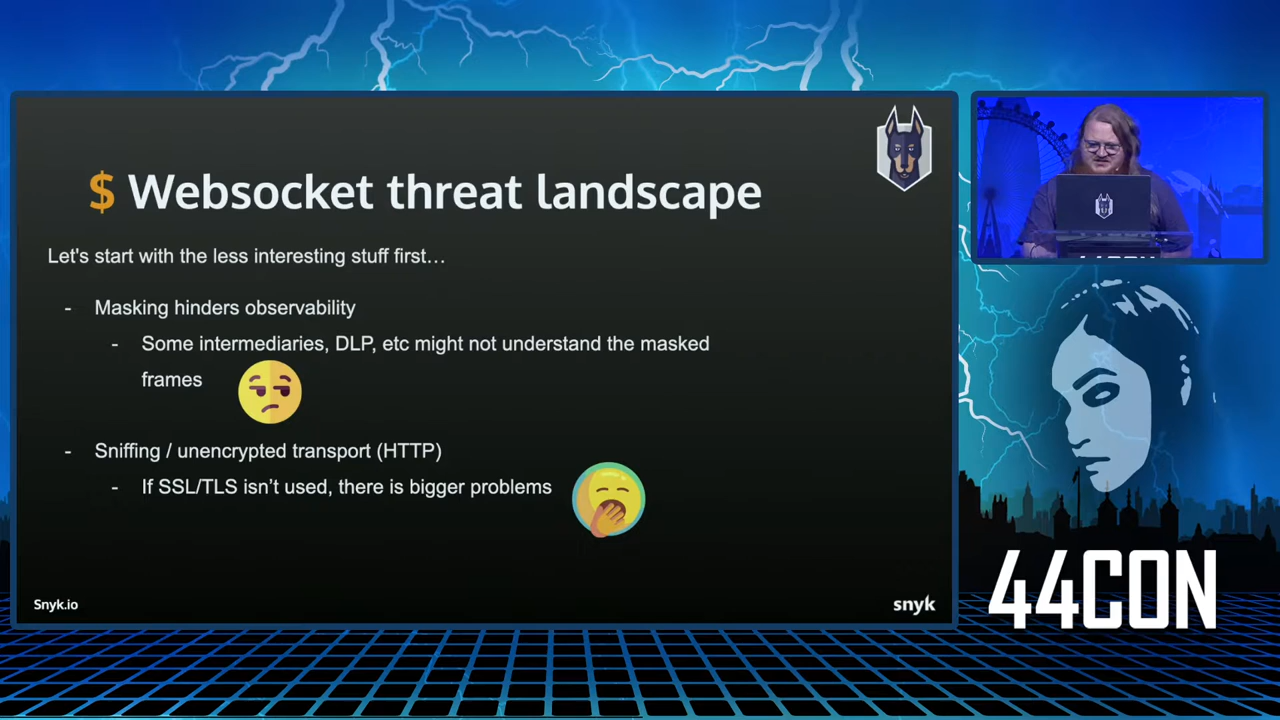 $ Websocket threat landscape
Let's start with the less interesting stuff first…
- Masking hinders observability
- Some intermediaries, DLP, etc might not understand the masked
frames
- Sniffing / unencrypted transport (HTTP)
- If SSL/TLS isn’t used, there is bigger problems
Snyk.io
snyk
44CON
44CON